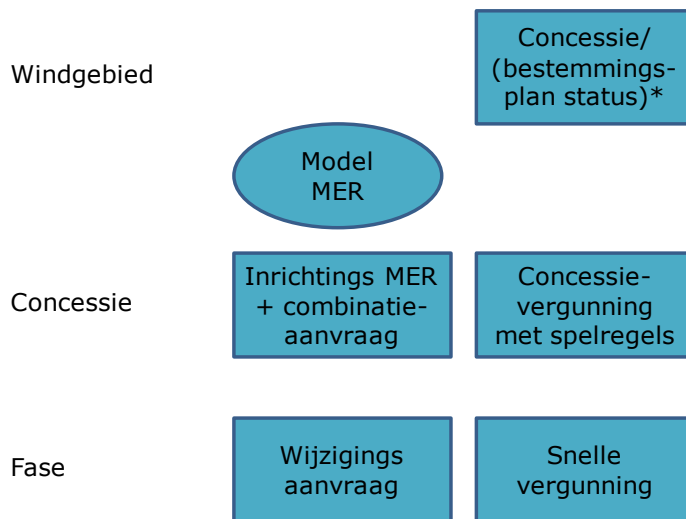 Windgebied
Concessie/
(bestemmings-
plan status)*
Model
MER
Concessie
Inrichtings MER
+ combinatie-
aanvraag
Concessie-
vergunning
met spelregels
Fase
Wijzigings
aanvraag
Snelle
vergunning